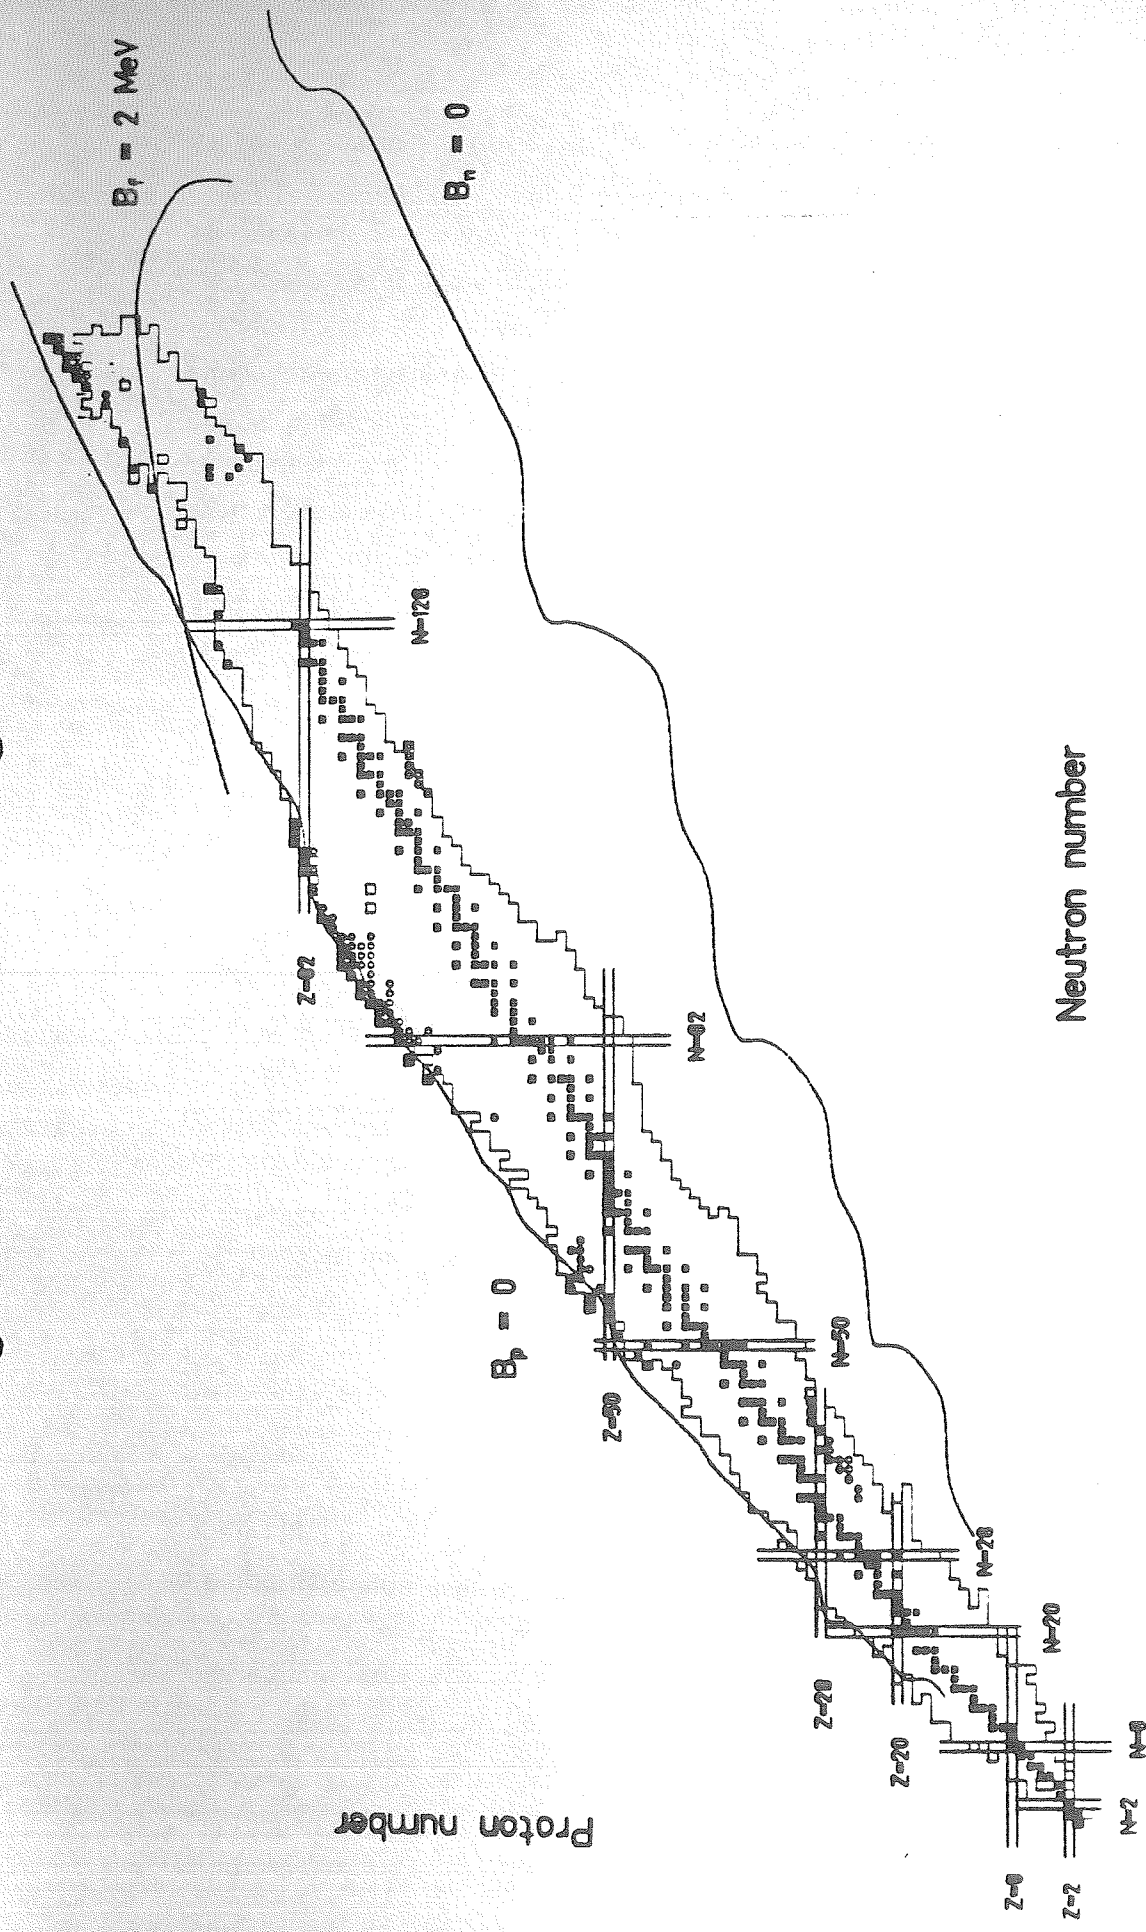 B_f = 2 MeV
B_n = 0
N=126
Z=82
N=82
B_p = 0
Z=50
N=50
Z=28
N=28
Z=20
N=20
Z=8
N=8
Z=2
N=2
Proton number
Neutron number